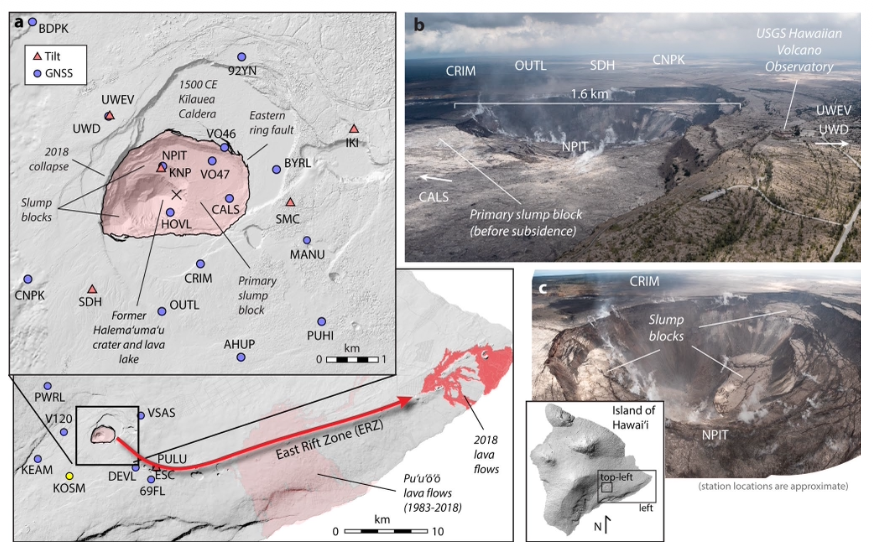 a
BDPK
Tilt
GNSS
92YN
1500 CE
Kilauea
Caldera
Eastern
ring fault
UWEV
UWD
VO46
IKI
2018
collapse
NPIT
KNP
VO47
BYRL
Slump
blocks
CALS
SMC
HOVL
MANU
CRIM
CNPK
SDH
OUTL
Primary
slump
block
Former
Halemaʻumaʻu
crater and lava
lake
PUHI
AHUP
km
0 1
PWRL
V120
VSAS
KEAM
KOSM
PULU
DEVL
ESC
69FL
East Rift Zone (ERZ)
2018
lava
flows
Puʻuʻōʻō
lava flows
(1983-2018)
km
0 10
b
USGS Hawaiian
Volcano
Observatory
CRIM
OUTL
SDH
CNPK
1.6 km
UWEV
UWD
NPIT
CALS
Primary slump block
(before subsidence)
c
CRIM
Slump
blocks
NPIT
Island of
Hawaiʻi
top-left
left
N
(station locations are approximate)